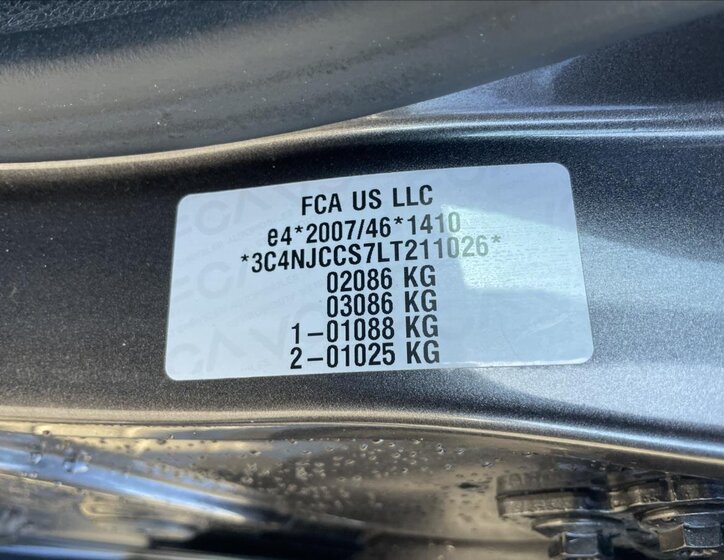 FCA US LLC
e4*2007/46*1410
*3C4NJCCS7LT211026*
02086 KG
03086 KG
1-01088 KG
2-01025 KG